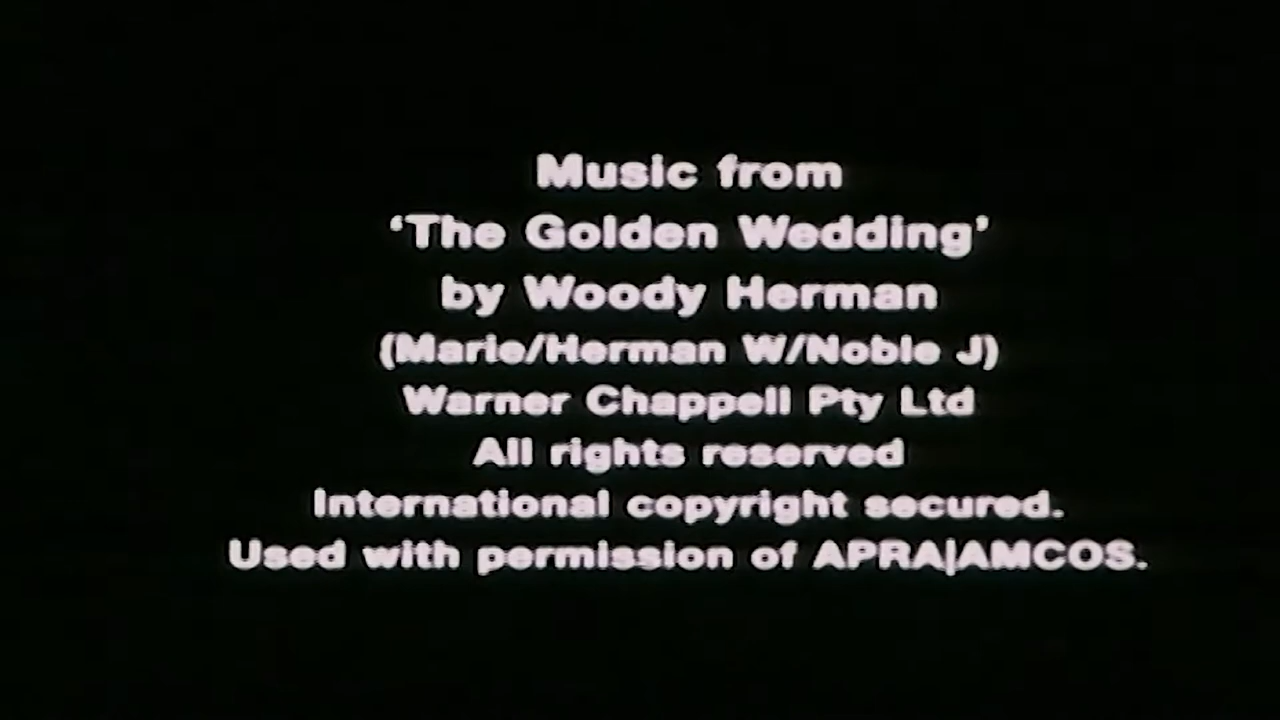 Music from
‘The Golden Wedding’
by Woody Herman
(Marie/Herman W/Noble J)
Warner Chappell Pty Ltd
All rights reserved
International copyright secured.
Used with permission of APRA|AMCOS.